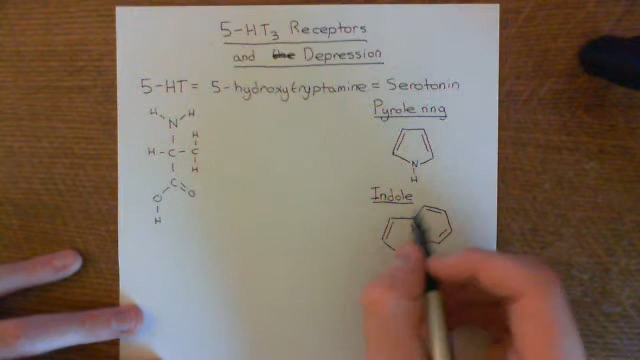 5-HT₃ Receptors
and the Depression
5-HT = 5-hydroxytryptamine = Serotonin
Pyrole ring
H H
N
H
H-C-C
H
C
O O
H
N
H
Indole